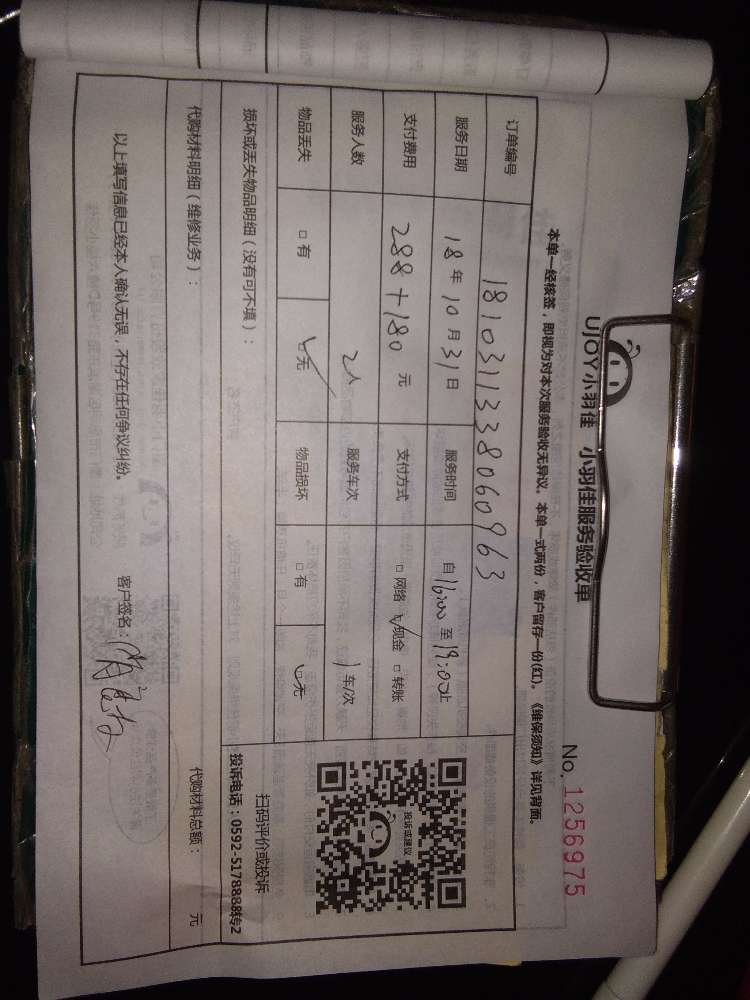 UJOY小羽佳 小羽佳服务验收单
No. 1256975
本单一经核签，即视为对本次服务验收无异议。本单一式两份，客户留存一份(红)。《维保须知》详见背面。
订单编号 1810311338060963
服务日期 18年10月31日 服务时间 自16:00至19:00止
支付费用 288+180 元 支付方式 □网络 ☑现金 □转账
服务人数 2人 服务车次 1车/次
物品丢失 □有 ☑无 物品损坏 □有 ☑无
投诉或建议
扫码评价或投诉
投诉电话：0592-5178888转2
损坏或丢失物品明细（没有可不填）：
代购材料明细（维修业务）： 代购材料总额： 元
以上填写信息已经本人确认无误，不存在任何争议纠纷。 客户签名：